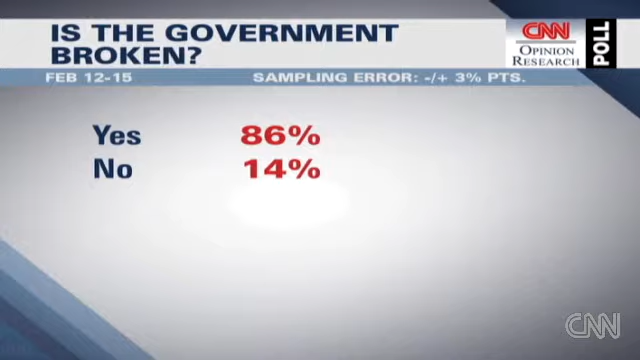 IS THE GOVERNMENT
BROKEN?
CNN
OPINION
RESEARCH
POLL
FEB 12-15 SAMPLING ERROR: -/+ 3% PTS.
Yes 86%
No 14%
CNN